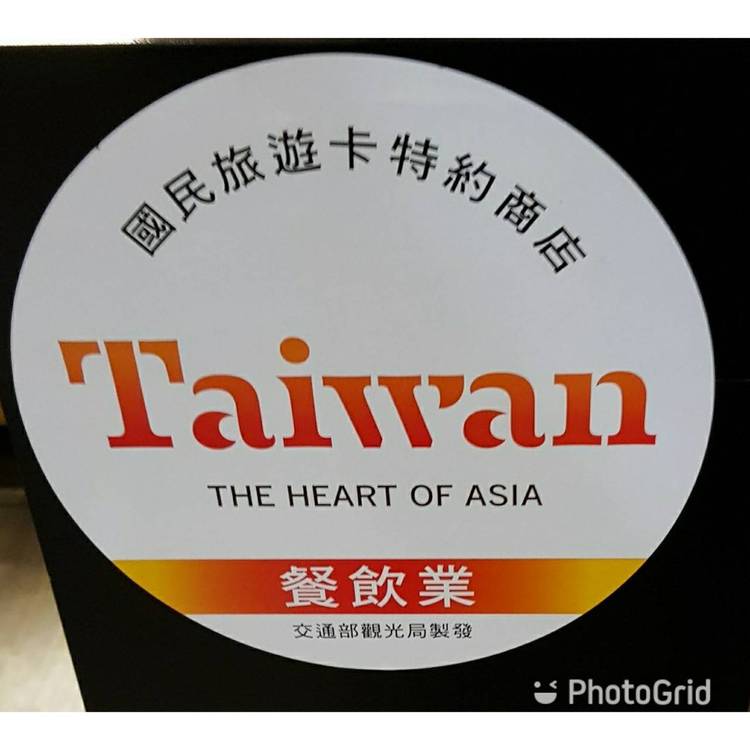 國民旅遊卡特約商店
Taiwan
THE HEART OF ASIA
餐飲業
交通部觀光局製發
PhotoGrid